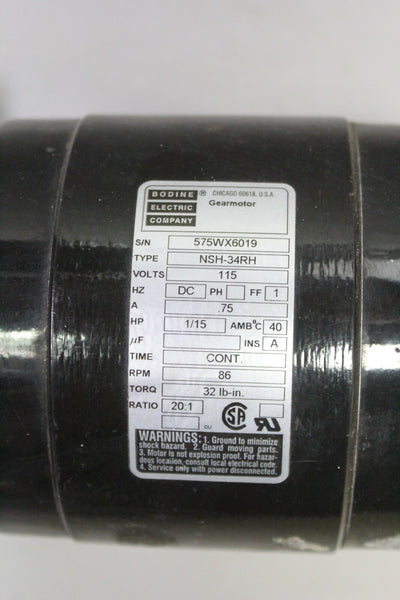 BODINE ® CHICAGO 60618, U.S.A.
ELECTRIC Gearmotor
COMPANY
S/N 575WX6019
TYPE NSH-34RH
VOLTS 115
HZ DC PH FF 1
A .75
HP 1/15 AMB°C 40
µF INS A
TIME CONT.
RPM 86
TORQ 32 lb-in.
RATIO 20:1
cu
WARNINGS: 1. Ground to minimize
shock hazard. 2. Guard moving parts.
3. Motor is not explosion proof. For hazar-
dous location, consult local electrical code.
4. Service only with power disconnected.